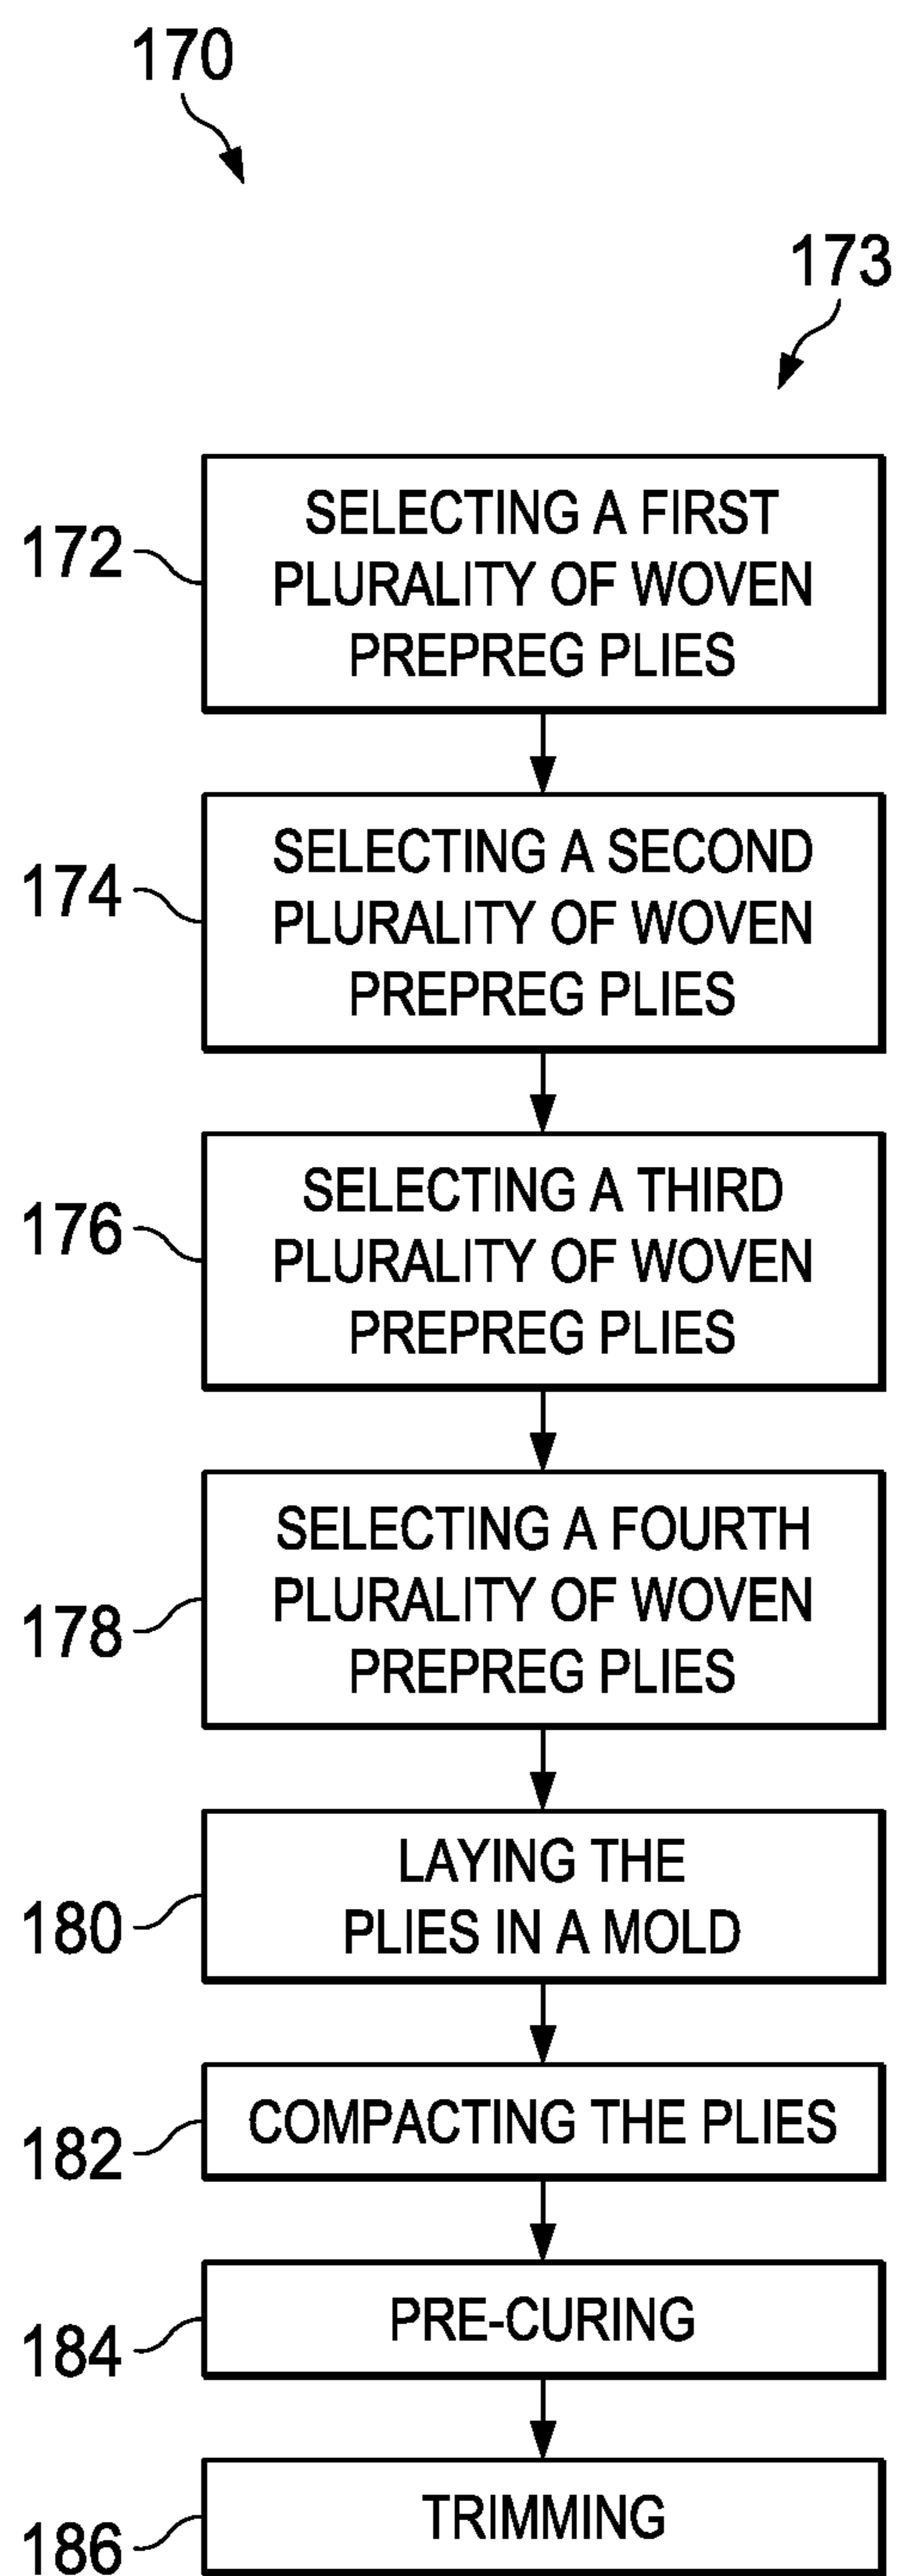 170
173
172
SELECTING A FIRST
PLURALITY OF WOVEN
PREPREG PLIES
174
SELECTING A SECOND
PLURALITY OF WOVEN
PREPREG PLIES
176
SELECTING A THIRD
PLURALITY OF WOVEN
PREPREG PLIES
178
SELECTING A FOURTH
PLURALITY OF WOVEN
PREPREG PLIES
180
LAYING THE
PLIES IN A MOLD
182
COMPACTING THE PLIES
184
PRE-CURING
186
TRIMMING